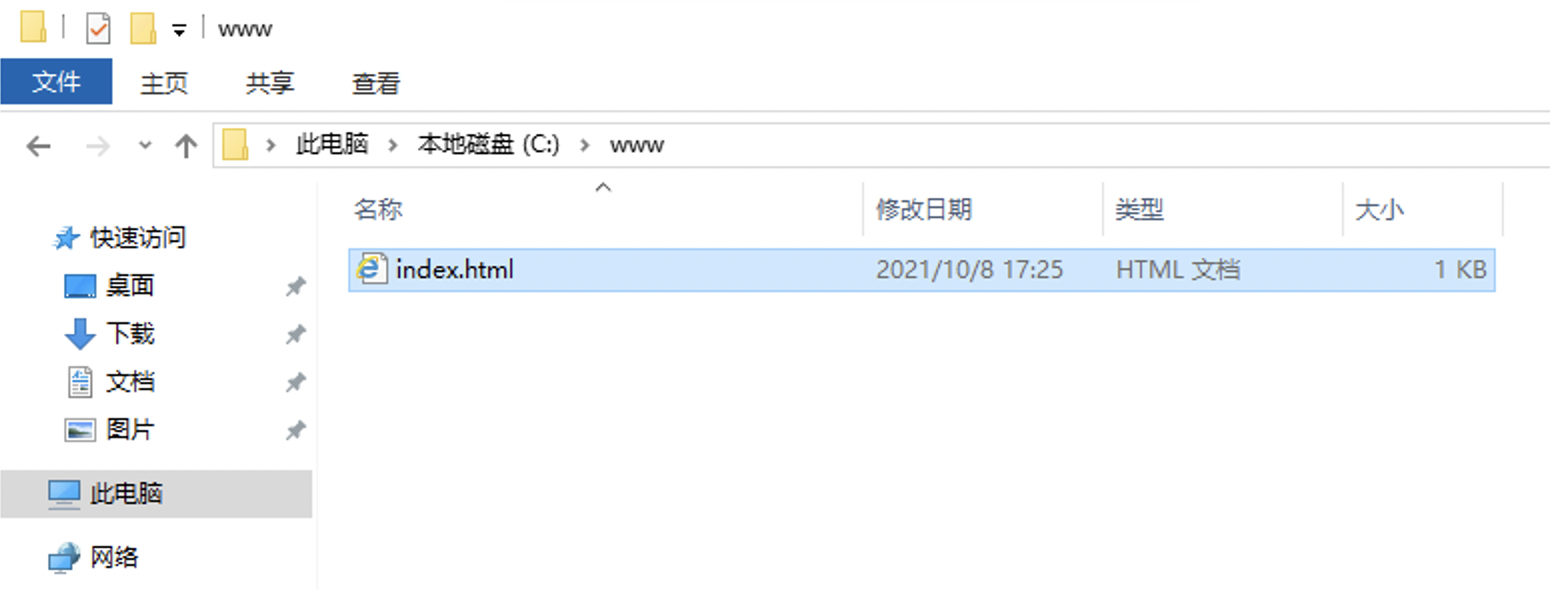 www
文件 主页 共享 查看
此电脑 本地磁盘 (C:) www
名称 修改日期 类型 大小
快速访问
index.html 2021/10/8 17:25 HTML 文档 1 KB
桌面
下载
文档
图片
此电脑
网络